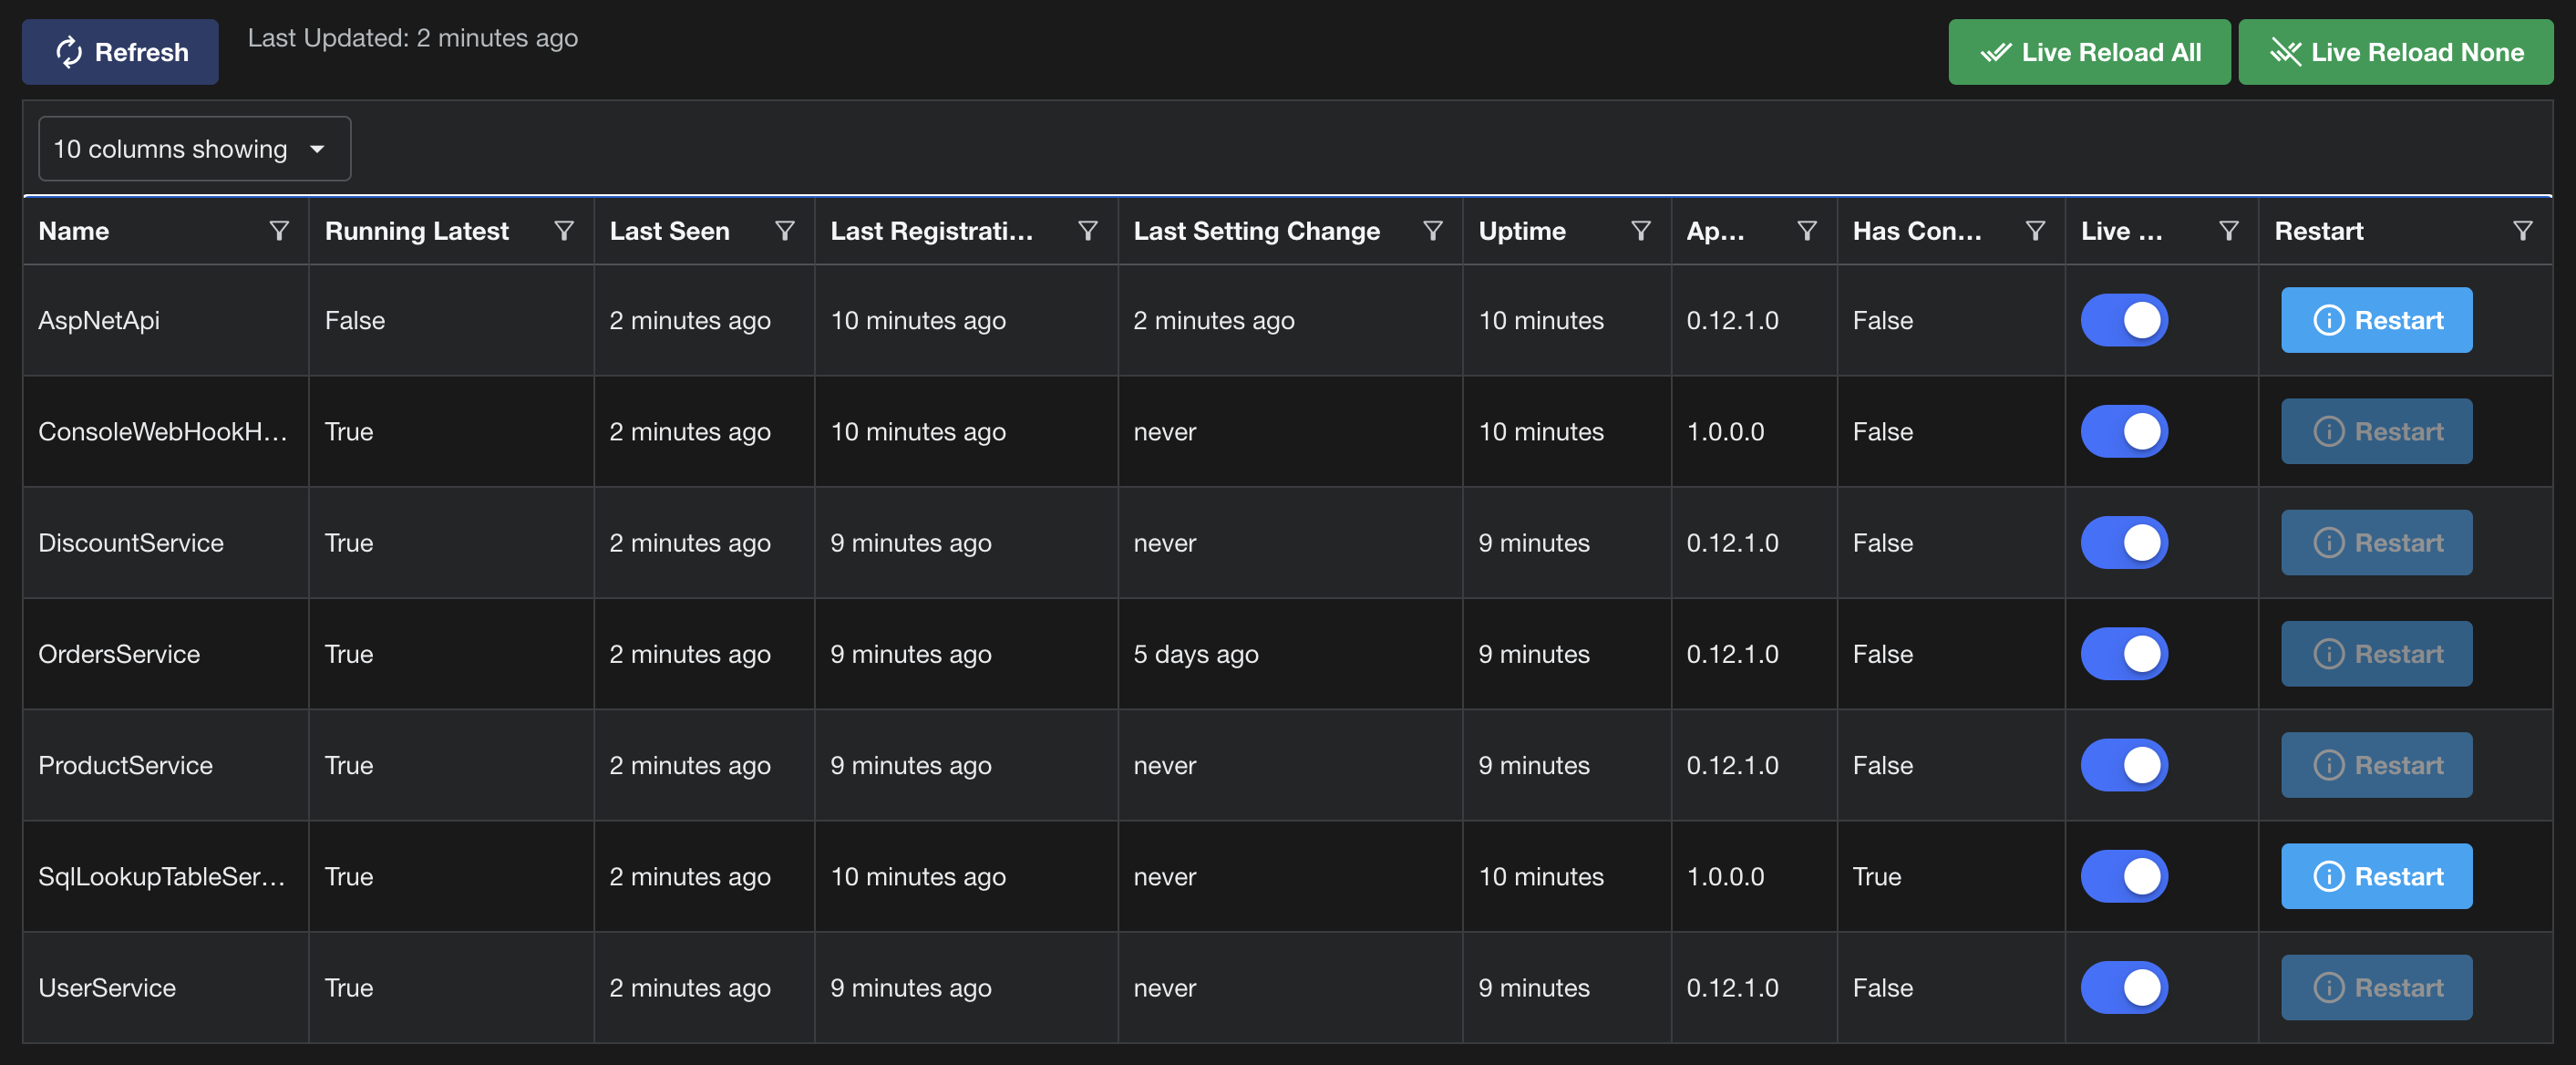 Refresh Last Updated: 2 minutes ago Live Reload All Live Reload None
10 columns showing
Name Running Latest Last Seen Last Registrati... Last Setting Change Uptime Ap... Has Con... Live ... Restart
AspNetApi False 2 minutes ago 10 minutes ago 2 minutes ago 10 minutes 0.12.1.0 False Restart
ConsoleWebHookH... True 2 minutes ago 10 minutes ago never 10 minutes 1.0.0.0 False Restart
DiscountService True 2 minutes ago 9 minutes ago never 9 minutes 0.12.1.0 False Restart
OrdersService True 2 minutes ago 9 minutes ago 5 days ago 9 minutes 0.12.1.0 False Restart
ProductService True 2 minutes ago 9 minutes ago never 9 minutes 0.12.1.0 False Restart
SqlLookupTableSer... True 2 minutes ago 10 minutes ago never 10 minutes 1.0.0.0 True Restart
UserService True 2 minutes ago 9 minutes ago never 9 minutes 0.12.1.0 False Restart